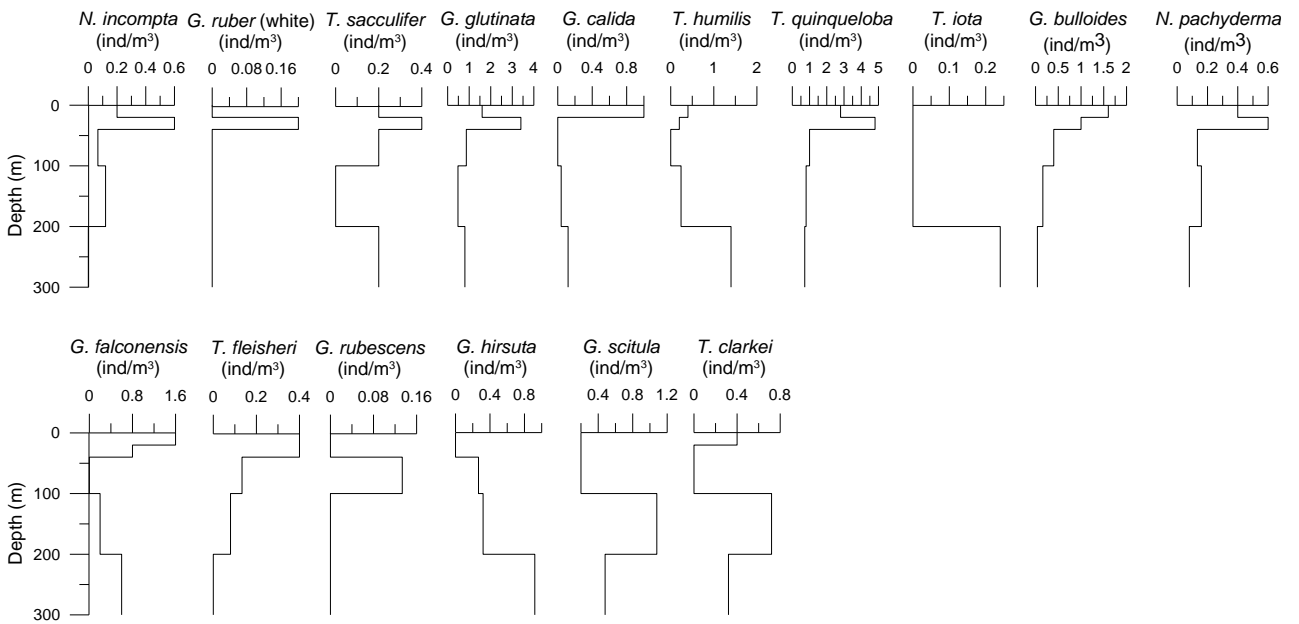 N. incompta G. ruber (white) T. sacculifer G. glutinata G. calida T. humilis T. quinqueloba T. iota G. bulloides N. pachyderma
(ind/m³) (ind/m³) (ind/m³) (ind/m³) (ind/m³) (ind/m³) (ind/m³) (ind/m³) (ind/m³) (ind/m³)
0 0.2 0.4 0.6 0 0.08 0.16 0 0.2 0.4 0 1 2 3 4 0 0.4 0.8 0 1 2 0 1 2 3 4 5 0 0.1 0.2 0 0.5 1 1.5 2 0 0.2 0.4 0.6
0
100
200
300
Depth (m)
G. falconensis T. fleisheri G. rubescens G. hirsuta G. scitula T. clarkei
(ind/m³) (ind/m³) (ind/m³) (ind/m³) (ind/m³) (ind/m³)
0 0.8 1.6 0 0.2 0.4 0 0.08 0.16 0 0.4 0.8 0.4 0.8 1.2 0 0.4 0.8
0
100
200
300
Depth (m)